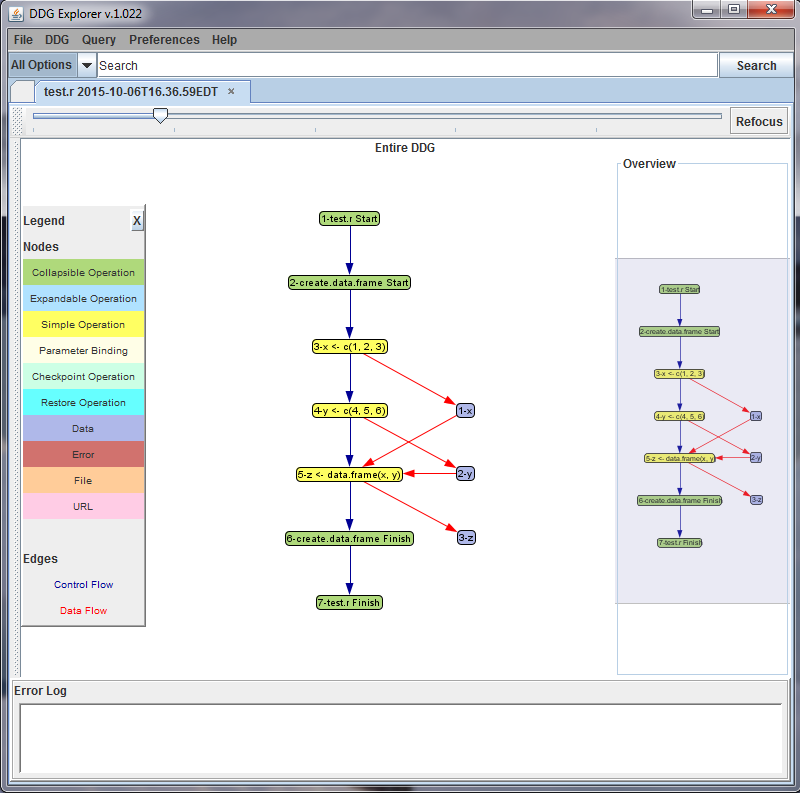 DDG Explorer v.1.022
File DDG Query Preferences Help
All Options Search Search
test.r 2015-10-06T16.36.59EDT ×
Refocus
Entire DDG
Legend X
Nodes
Collapsible Operation
Expandable Operation
Simple Operation
Parameter Binding
Checkpoint Operation
Restore Operation
Data
Error
File
URL
Edges
Control Flow
Data Flow
1-test.r Start
2-create.data.frame Start
3-x <- c(1, 2, 3)
4-y <- c(4, 5, 6)
1-x
5-z <- data.frame(x, y)
2-y
6-create.data.frame Finish
3-z
7-test.r Finish
Overview
1-test.r Start
2-create.data.frame Start
3-x <- c(1, 2, 3)
4-y <- c(4, 5, 6)
1-x
5-z <- data.frame(x, y)
2-y
6-create.data.frame Finish
3-z
7-test.r Finish
Error Log